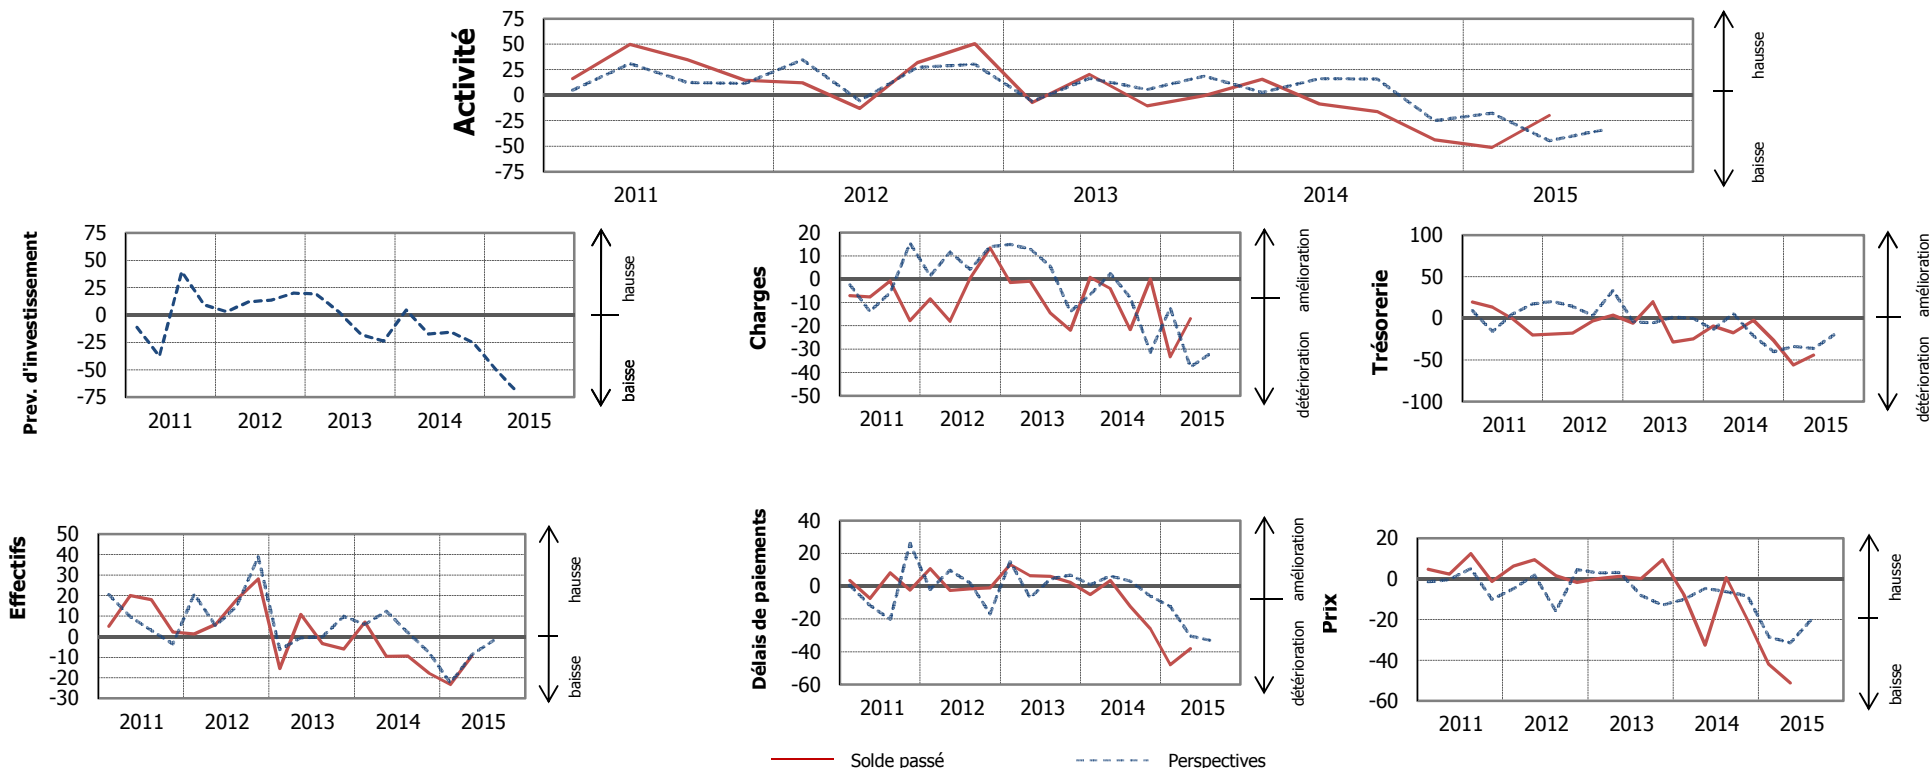 Activité
75
50
25
0
-25
-50
-75
2011 2012 2013 2014 2015
hausse
baisse
Prev. d'investissement
75
50
25
0
-25
-50
-75
2011 2012 2013 2014 2015
hausse
baisse
Charges
20
10
0
-10
-20
-30
-40
-50
2011 2012 2013 2014 2015
amélioration
détérioration
Trésorerie
100
50
0
-50
-100
2011 2012 2013 2014 2015
amélioration
détérioration
Effectifs
50
40
30
20
10
0
-10
-20
-30
2011 2012 2013 2014 2015
hausse
baisse
Délais de paiements
40
20
0
-20
-40
-60
2011 2012 2013 2014 2015
amélioration
détérioration
Prix
20
0
-20
-40
-60
2011 2012 2013 2014 2015
hausse
baisse
Solde passé Perspectives